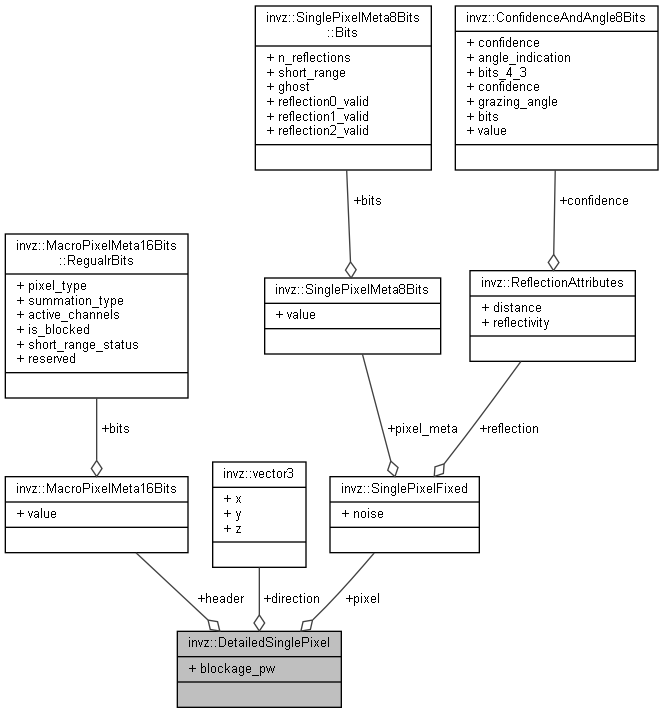 invz::SinglePixelMeta8Bits
::Bits
+ n_reflections
+ short_range
+ ghost
+ reflection0_valid
+ reflection1_valid
+ reflection2_valid
invz::ConfidenceAndAngle8Bits
+ confidence
+ angle_indication
+ bits_4_3
+ confidence
+ grazing_angle
+ bits
+ value
+bits
+confidence
invz::MacroPixelMeta16Bits
::RegualrBits
+ pixel_type
+ summation_type
+ active_channels
+ is_blocked
+ short_range_status
+ reserved
invz::SinglePixelMeta8Bits
+ value
invz::ReflectionAttributes
+ distance
+ reflectivity
+bits
+pixel_meta
+reflection
invz::MacroPixelMeta16Bits
+ value
invz::vector3
+ x
+ y
+ z
invz::SinglePixelFixed
+ noise
+header
+direction
+pixel
invz::DetailedSinglePixel
+ blockage_pw